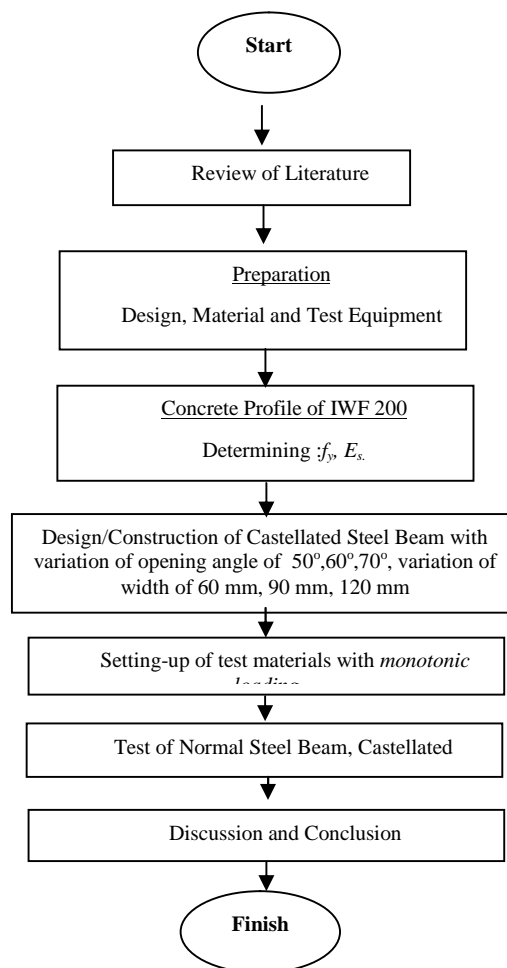 Start
Review of Literature
Preparation
Design, Material and Test Equipment
Concrete Profile of IWF 200
Determining :fy, Es.
Design/Construction of Castellated Steel Beam with
variation of opening angle of 50°,60°,70°, variation of
width of 60 mm, 90 mm, 120 mm
Setting-up of test materials with monotonic
Test of Normal Steel Beam, Castellated
Discussion and Conclusion
Finish